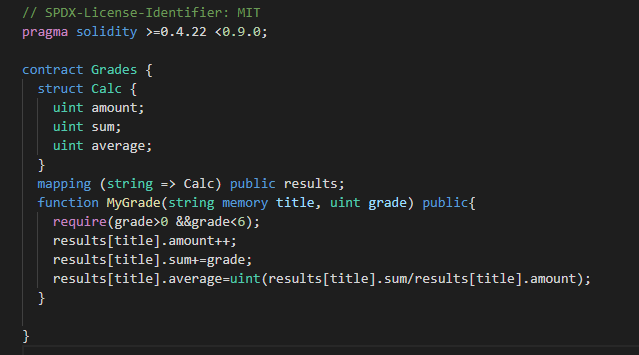 // SPDX-License-Identifier: MIT
pragma solidity >=0.4.22 <0.9.0;

contract Grades {
  struct Calc {
    uint amount;
    uint sum;
    uint average;
  }
  mapping (string => Calc) public results;
  function MyGrade(string memory title, uint grade) public{
    require(grade>0 &&grade<6);
    results[title].amount++;
    results[title].sum+=grade;
    results[title].average=uint(results[title].sum/results[title].amount);
  }

}